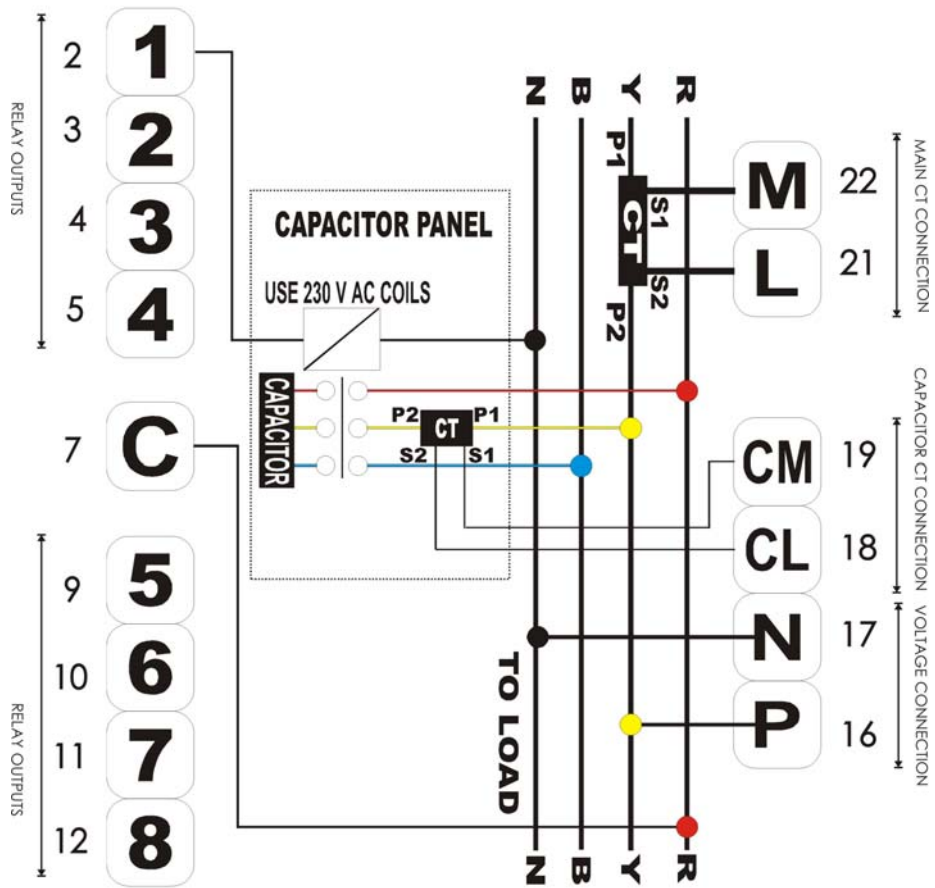 RELAY OUTPUTS
2
1
3
2
4
3
5
4
7
C
RELAY OUTPUTS
9
5
10
6
11
7
12
8
N B Y R
CAPACITOR PANEL
USE 230 V AC COILS
CAPACITOR
P2 CT P1
S2 S1
P1
CT
S1
S2
P2
TO LOAD
N B Y R
M
22
L
21
MAIN CT CONNECTION
CM
19
CL
18
CAPACITOR CT CONNECTION
N
17
P
16
VOLTAGE CONNECTION